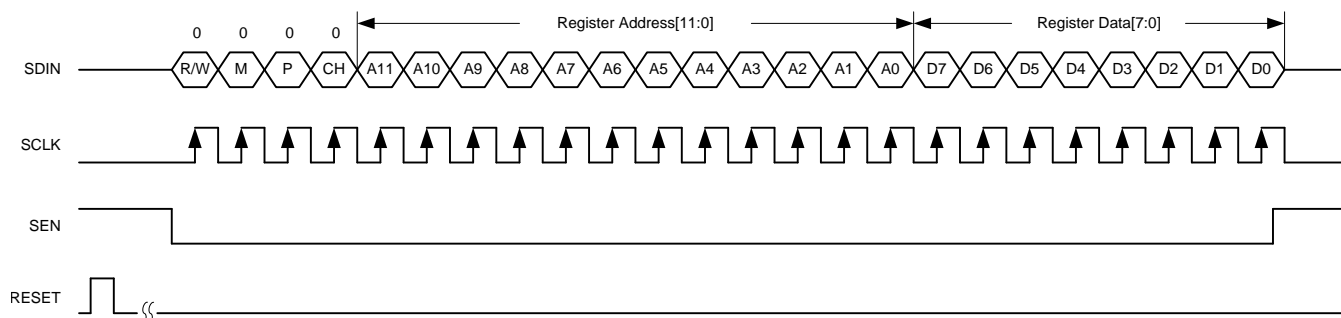 0 0 0 0 Register Address[11:0] Register Data[7:0]
SDIN R/W M P CH A11 A10 A9 A8 A7 A6 A5 A4 A3 A2 A1 A0 D7 D6 D5 D4 D3 D2 D1 D0
SCLK
SEN
RESET